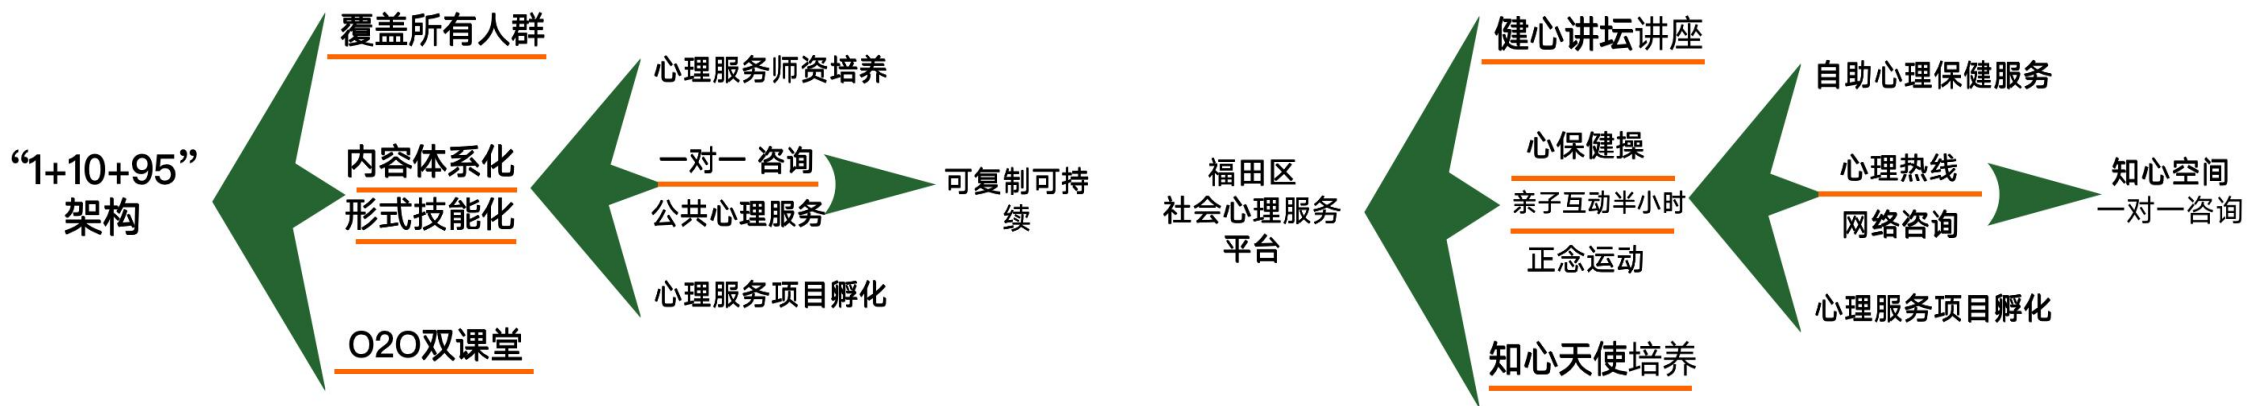 “1+10+95”
架构
覆盖所有人群
内容体系化
形式技能化
O2O双课堂
心理服务师资培养
一对一 咨询
公共心理服务
心理服务项目孵化
可复制可持
续
福田区
社会心理服务
平台
健心讲坛讲座
心保健操
亲子互动半小时
正念运动
知心天使培养
自助心理保健服务
心理热线
网络咨询
心理服务项目孵化
知心空间
一对一咨询